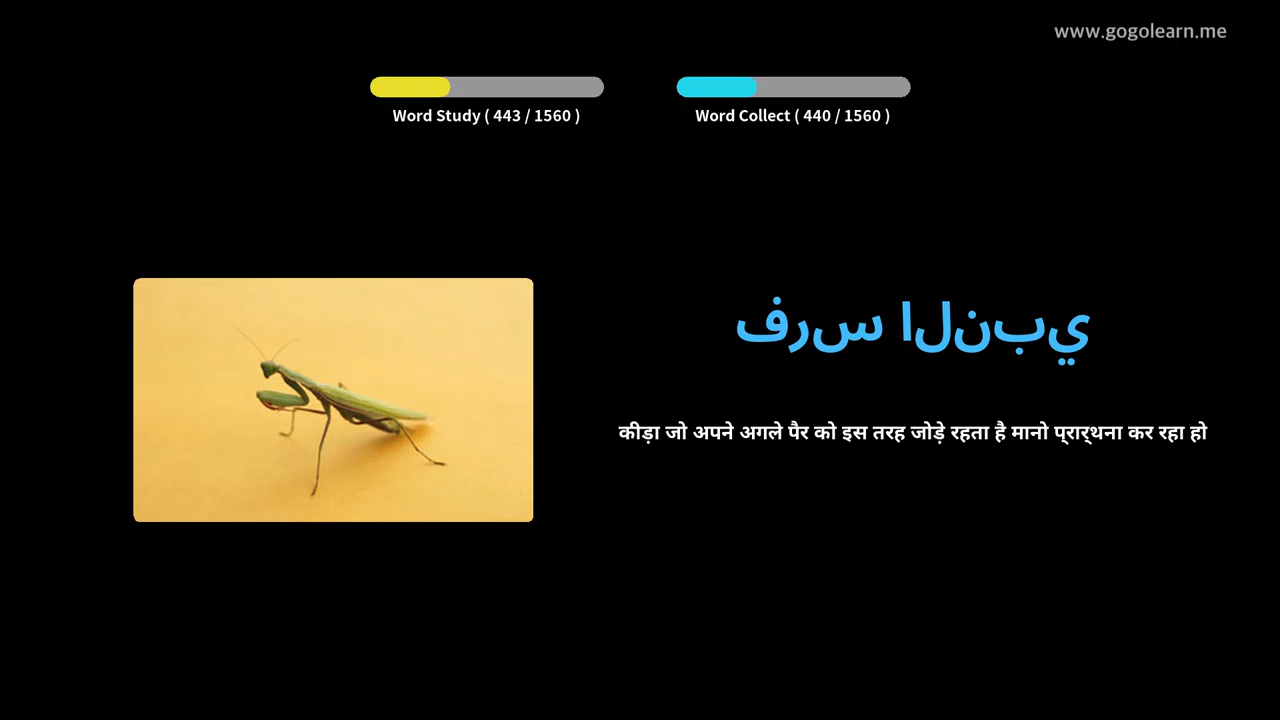 www.gogolearn.me
Word Study ( 443 / 1560 )
Word Collect ( 440 / 1560 )
فرس النبي
कीड़ा जो अपने अगले पैर को इस तरह जोड़े रहता है मानो प्रार्थना कर रहा हो